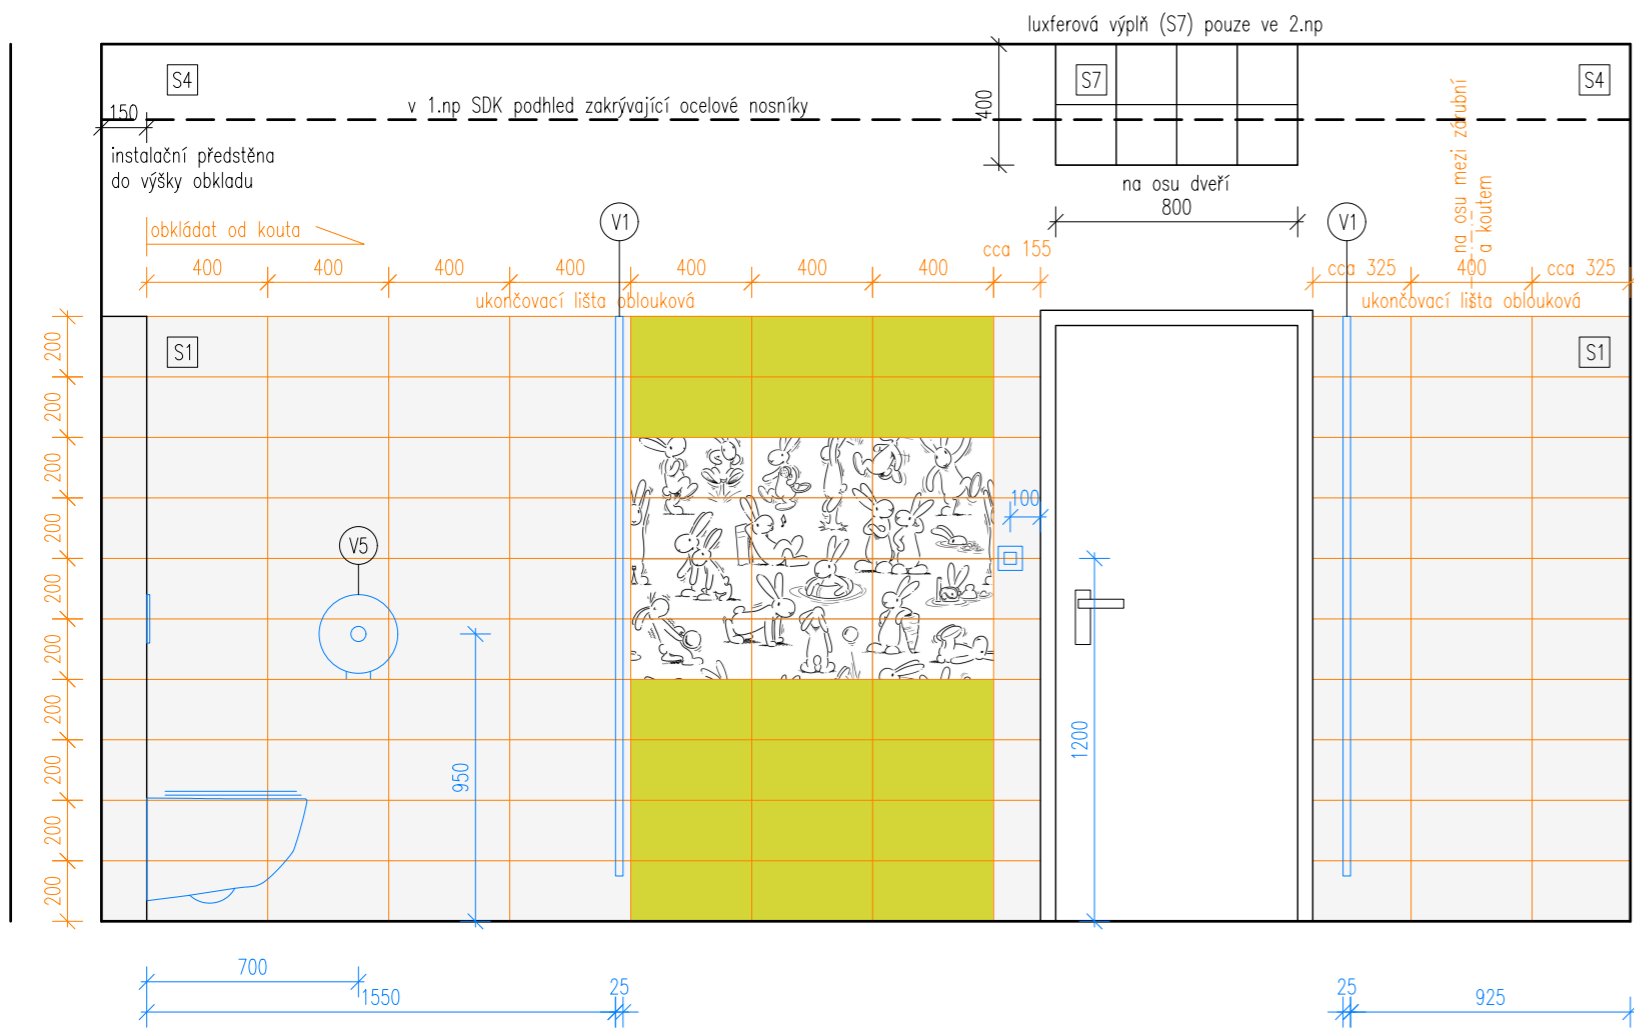 luxferová výplň (S7) pouze ve 2.np
S4
S7
S4
v 1.np SDK podhled zakrývající ocelové nosníky
150
400
instalační předstěna
do výšky obkladu
na osu dveří
800
na osu mezi zárubní
a koutem
obkládat od kouta
V1
V1
400
400
400
400
400
400
400
cca 155
cca 325
400
cca 325
ukončovací lišta oblouková
ukončovací lišta oblouková
S1
S1
200
200
200
200
200
200
200
200
200
200
100
V5
950
1200
700
1550
25
25
925